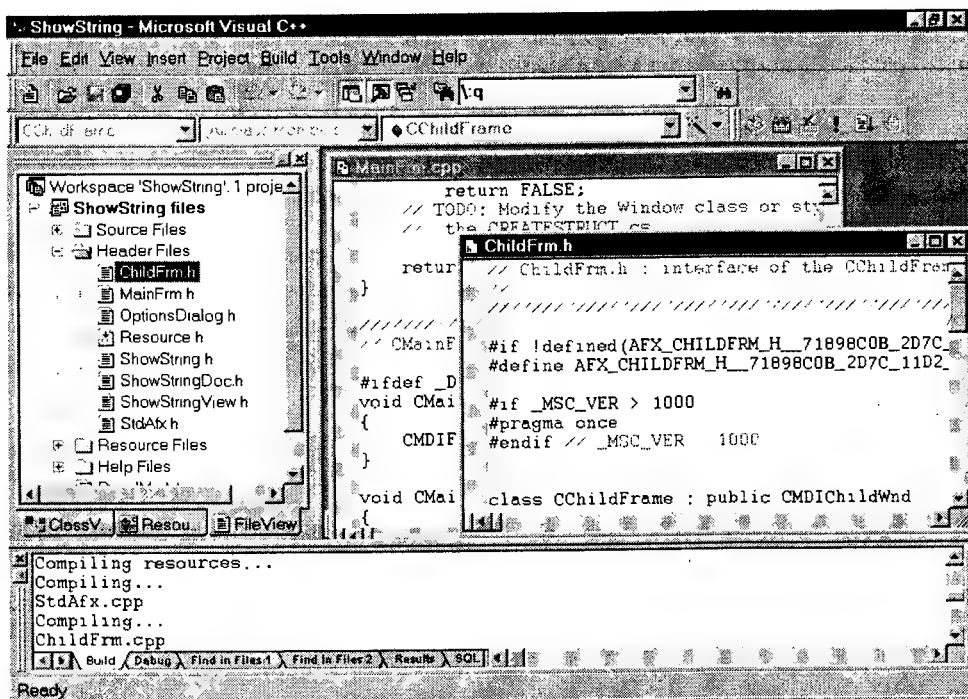 ShowString - Microsoft Visual C++
File Edit View Insert Project Build Tools Window Help
\:q
CChildFrame
CChildFrame
Workspace 'ShowString'. 1 proje
ShowString files
Source Files
Header Files
ChildFrm.h
MainFrm h
OptionsDialog h
Resource h
ShowString h
ShowStringDoc.h
ShowStringView h
StdAfx h
Resource Files
Help Files
ClassV...
Resou...
FileView
MainFrm.cpp
return FALSE;
// TODO: Modify the Window class or sty
// the CREATESTRUCT cs
retur
}
// CMainF
#ifdef _D
void CMai
{
CMDIF
}
void CMai
{
ChildFrm.h
// ChildFrm.h : interface of the CChildFram
//
////////////////////////////////////////////
#if !defined(AFX_CHILDFRM_H__71898C0B_2D7C_
#define AFX_CHILDFRM_H__71898C0B_2D7C_11D2_
#if _MSC_VER > 1000
#pragma once
#endif // _MSC_VER 1000
class CChildFrame : public CMDIChildWnd
Compiling resources...
Compiling...
StdAfx.cpp
Compiling...
ChildFrm.cpp
Build Debug Find in Files 1 Find in Files 2 Results SQL
Ready